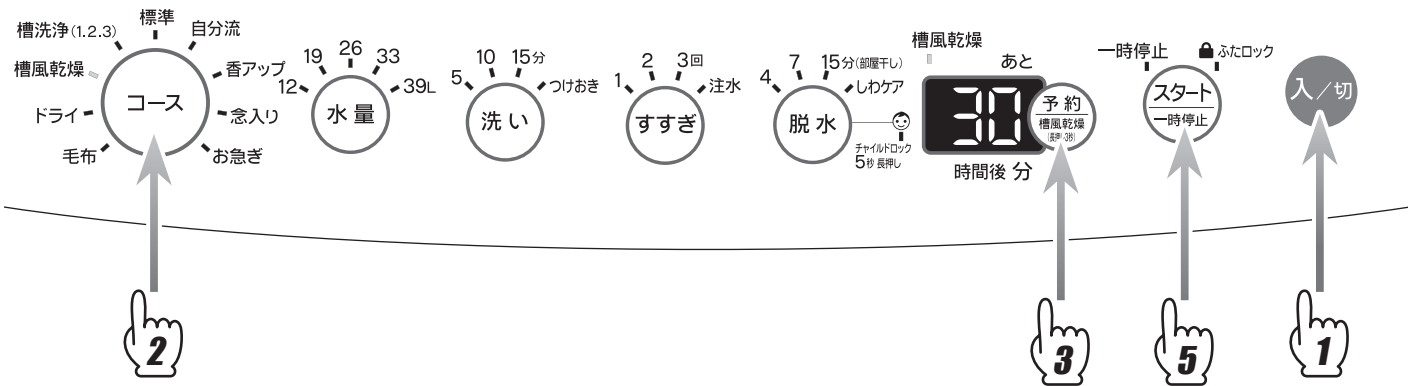 槽洗浄(1.2.3)
標準
自分流
槽風乾燥
香アップ
ドライ
念入り
毛布
お急ぎ
コース
12
19
26
33
39L
水量
5
10
15分
つけおき
洗い
1
2
3回
注水
すすぎ
4
7
15分(部屋干し)
しわケア
脱水
チャイルドロック
5秒 長押し
槽風乾燥
あと
30
時間後 分
予約
槽風乾燥
(長押し3秒)
一時停止
ふたロック
スタート
一時停止
入/切
2
3
5
1